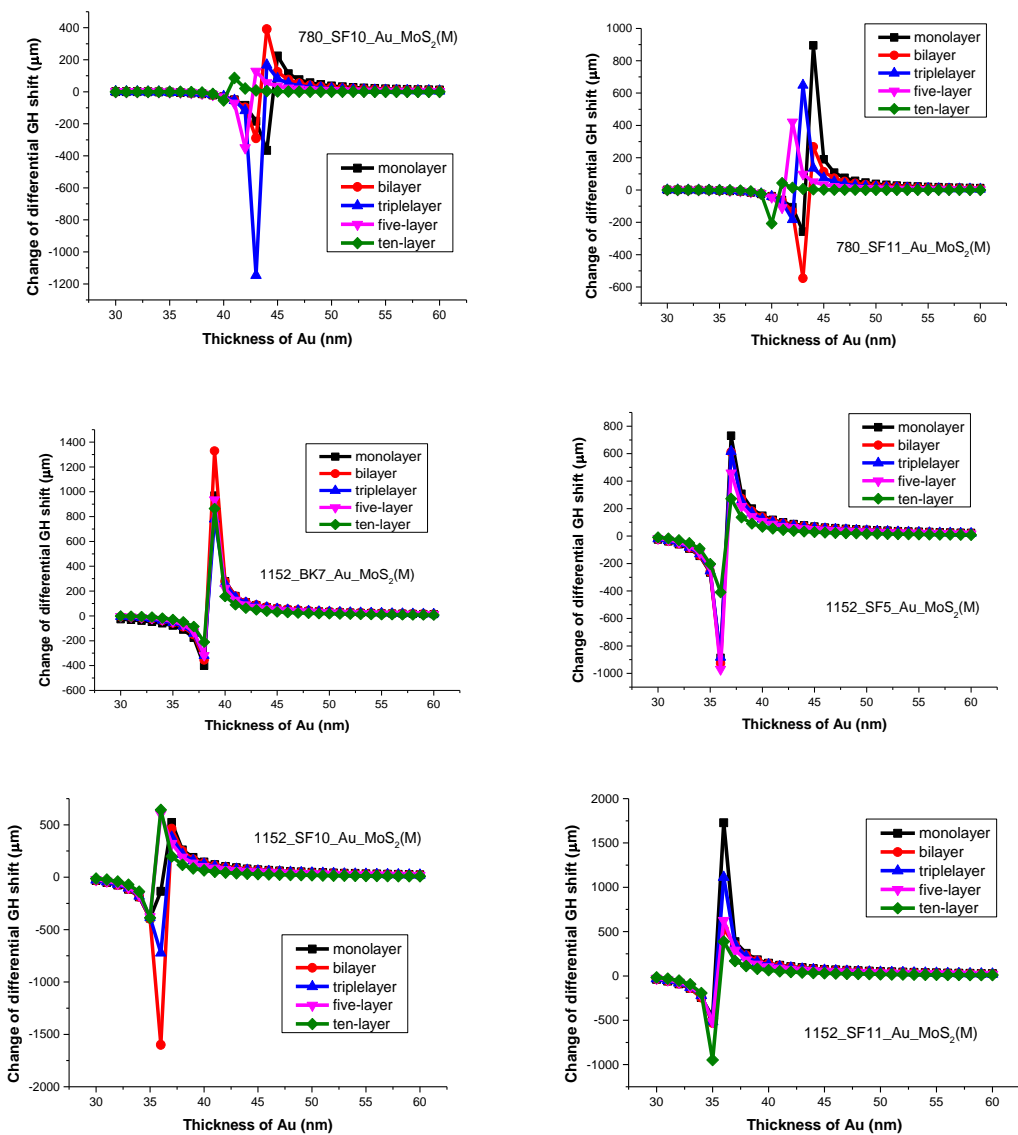 780_SF10_Au_MoS2(M)
Change of differential GH shift (μm)
400
200
0
-200
-400
-600
-800
-1000
-1200
monolayer
bilayer
triplelayer
five-layer
ten-layer
30 35 40 45 50 55 60
Thickness of Au (nm)
Change of differential GH shift (μm)
1000
800
600
400
200
0
-200
-400
-600
monolayer
bilayer
triplelayer
five-layer
ten-layer
780_SF11_Au_MoS2(M)
30 35 40 45 50 55 60
Thickness of Au (nm)
Change of differential GH shift (μm)
1400
1200
1000
800
600
400
200
0
-200
-400
-600
monolayer
bilayer
triplelayer
five-layer
ten-layer
1152_BK7_Au_MoS2(M)
30 35 40 45 50 55 60
Thickness of Au (nm)
Change of differential GH shift (μm)
800
600
400
200
0
-200
-400
-600
-800
-1000
monolayer
bilayer
triplelayer
five-layer
ten-layer
1152_SF5_Au_MoS2(M)
30 35 40 45 50 55 60
Thickness of Au (nm)
Change of differential GH shift (μm)
500
0
-500
-1000
-1500
-2000
1152_SF10_Au_MoS2(M)
monolayer
bilayer
triplelayer
five-layer
ten-layer
30 35 40 45 50 55 60
Thickness of Au (nm)
Change of differential GH shift (μm)
2000
1500
1000
500
0
-500
-1000
monolayer
bilayer
triplelayer
five-layer
ten-layer
1152_SF11_Au_MoS2(M)
30 35 40 45 50 55 60
Thickness of Au (nm)